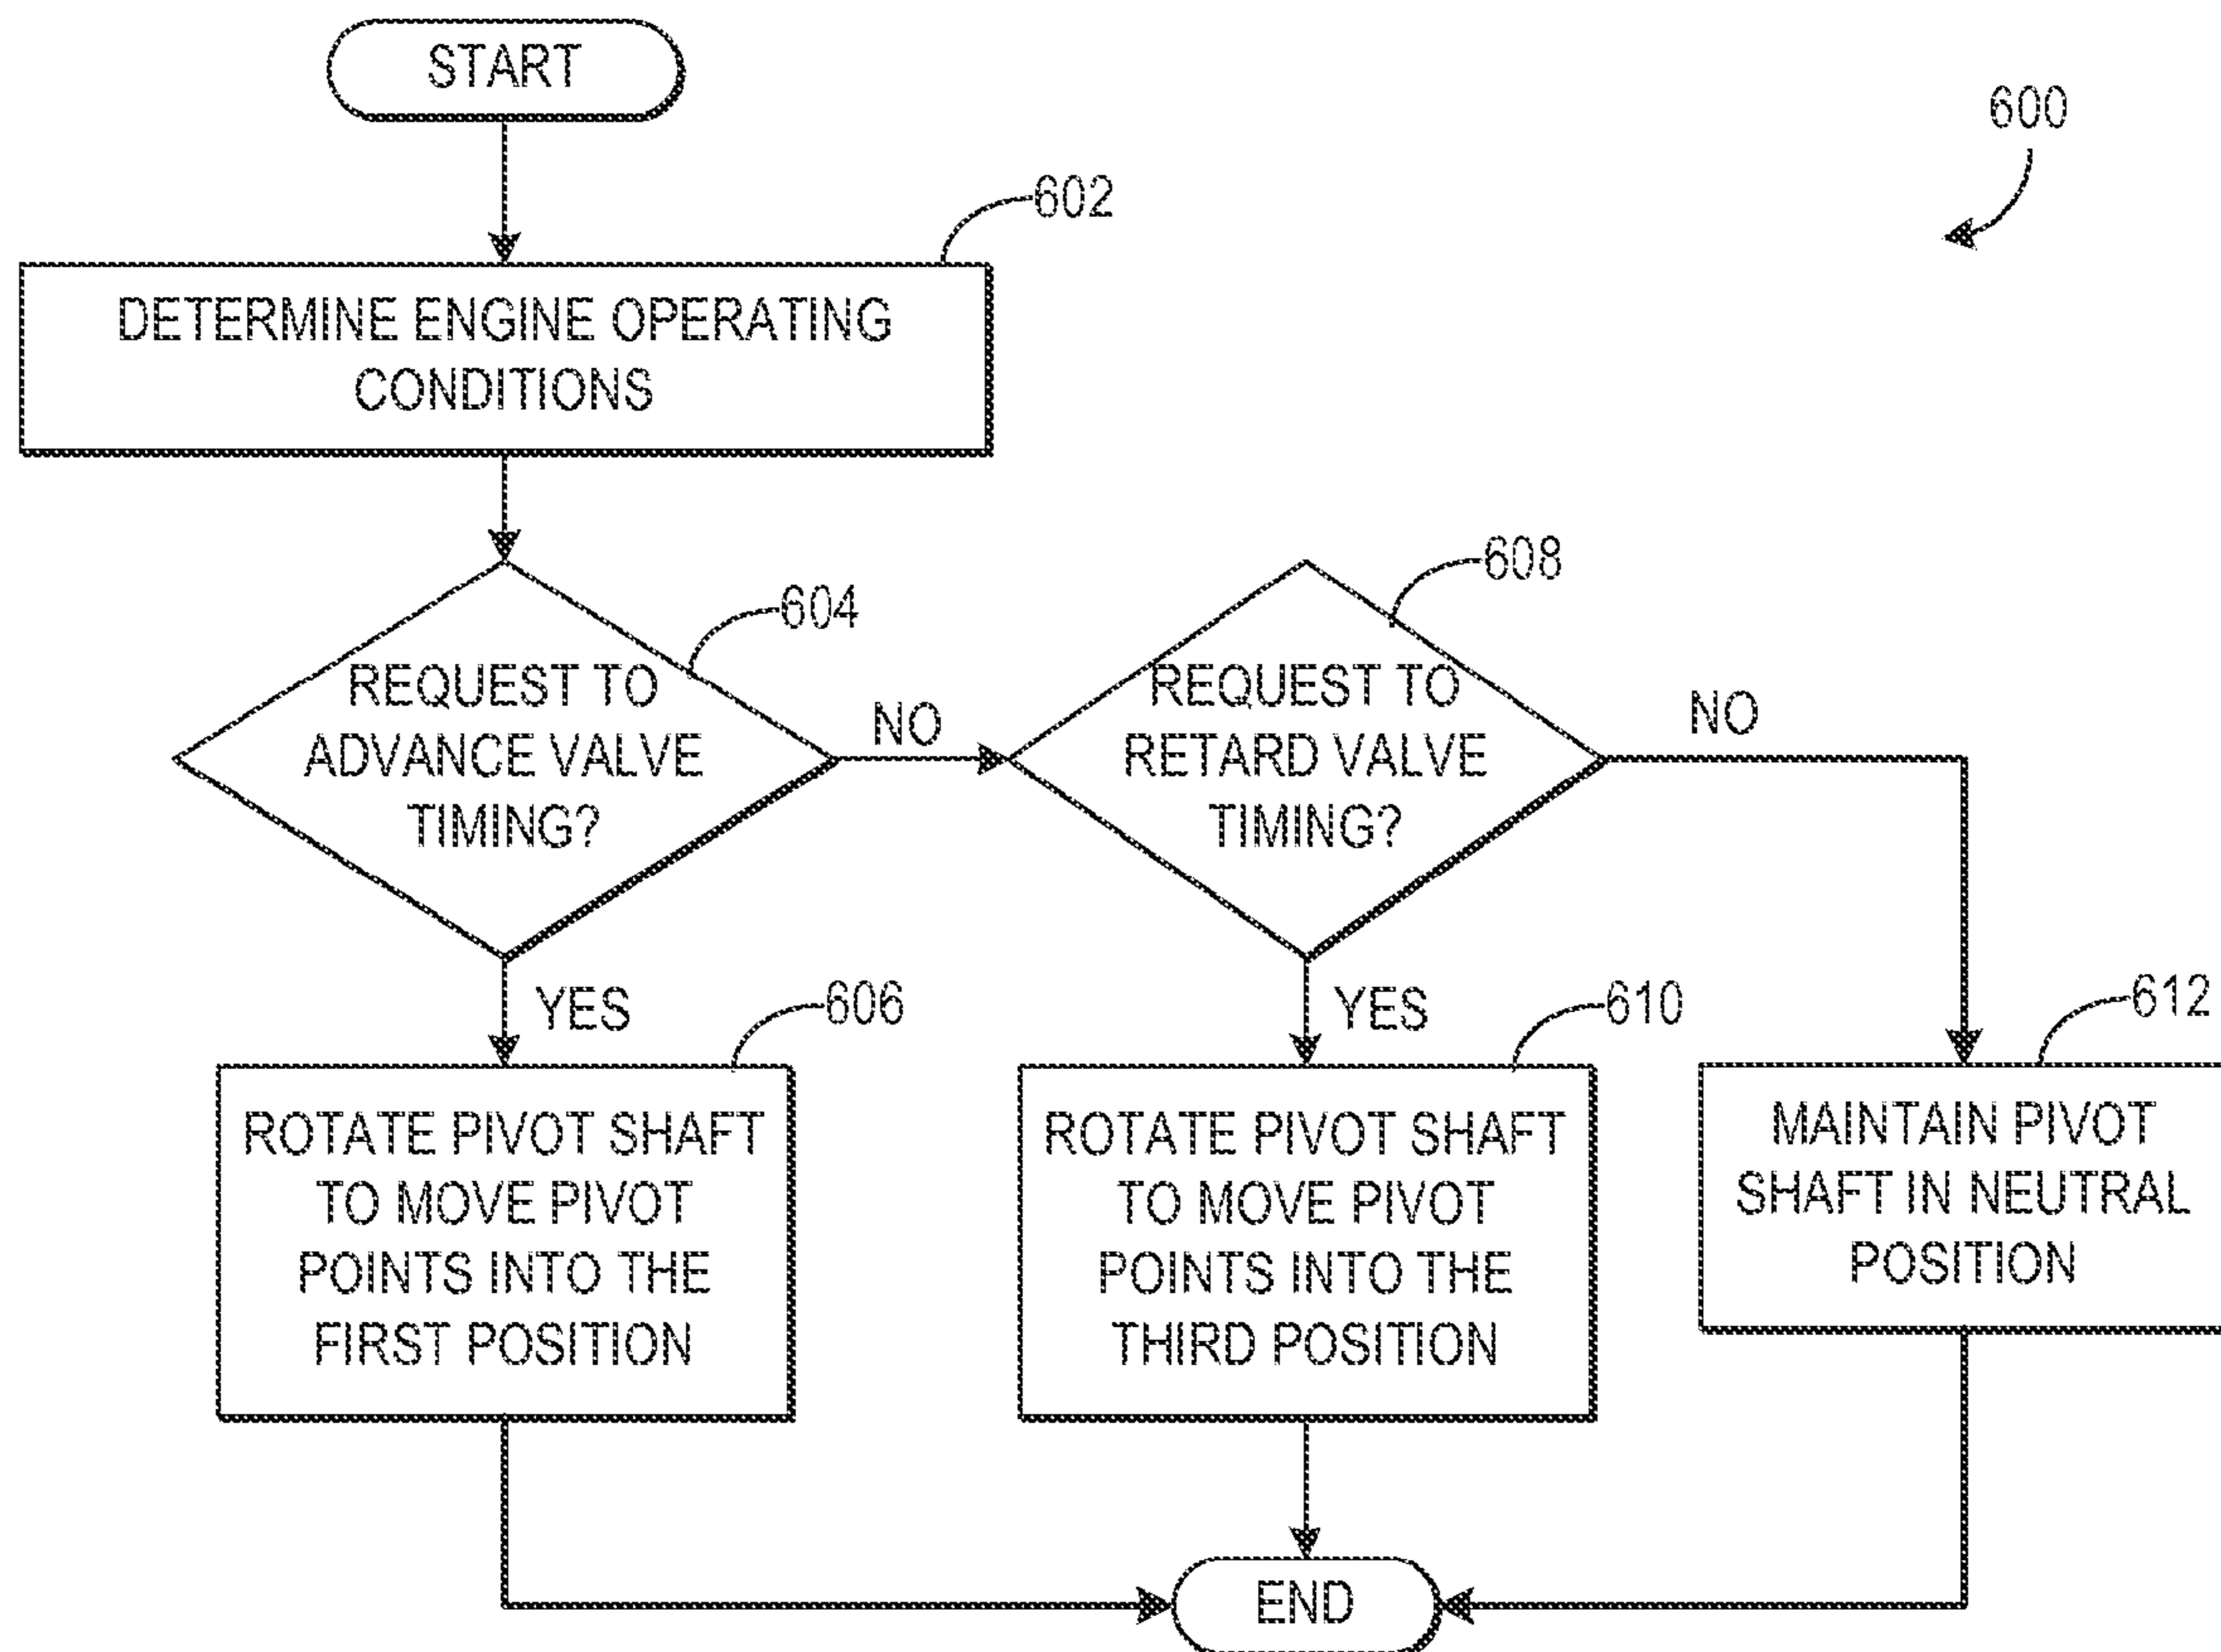 START
600
602
DETERMINE ENGINE OPERATING
CONDITIONS
604
REQUEST TO
ADVANCE VALVE
TIMING?
NO
608
REQUEST TO
RETARD VALVE
TIMING?
NO
YES
606
ROTATE PIVOT SHAFT
TO MOVE PIVOT
POINTS INTO THE
FIRST POSITION
YES
610
ROTATE PIVOT SHAFT
TO MOVE PIVOT
POINTS INTO THE
THIRD POSITION
612
MAINTAIN PIVOT
SHAFT IN NEUTRAL
POSITION
END